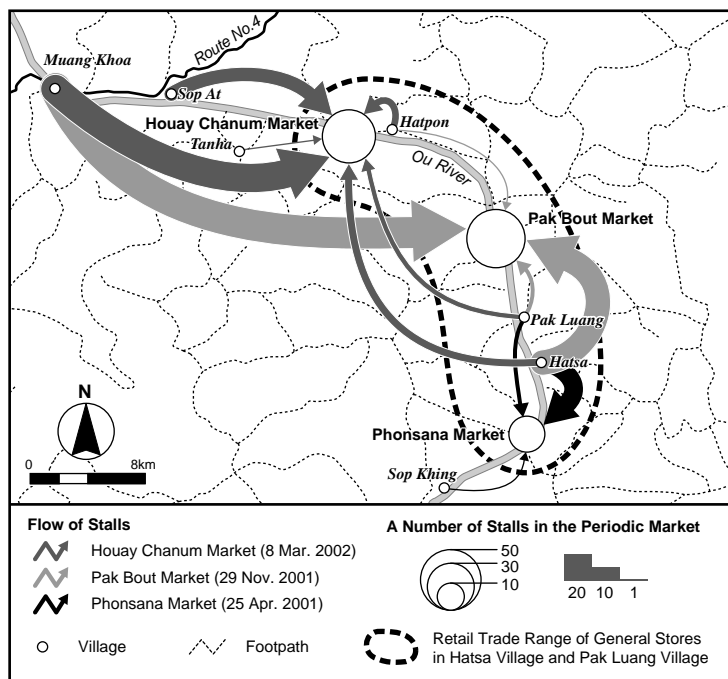 Route No.4
Muang Khoa
Sop At
Houay Chanum Market
Hatpon
Tanha
Ou River
Pak Bout Market
Pak Luang
Hatsa
N
Phonsana Market
0 8km
Sop Khing
Flow of Stalls
Houay Chanum Market (8 Mar. 2002)
Pak Bout Market (29 Nov. 2001)
Phonsana Market (25 Apr. 2001)
Village
Footpath
A Number of Stalls in the Periodic Market
50
30
10
20 10 1
Retail Trade Range of General Stores
in Hatsa Village and Pak Luang Village